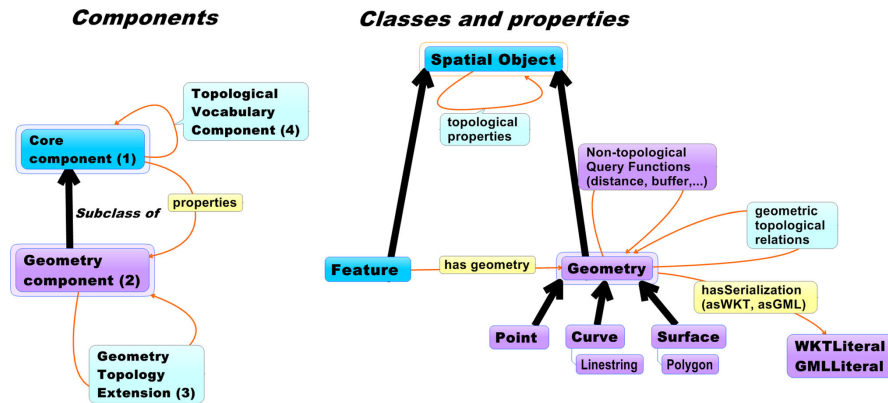 Components
Topological
Vocabulary
Component (4)
Core
component (1)
Subclass of
properties
Geometry
component (2)
Geometry
Topology
Extension (3)
Classes and properties
Spatial Object
topological
properties
Non-topological
Query Functions
(distance, buffer,...)
geometric
topological
relations
Feature
has geometry
Geometry
hasSerialization
(asWKT, asGML)
Point
Curve
Surface
Linestring
Polygon
WKTLiteral
GMLLiteral